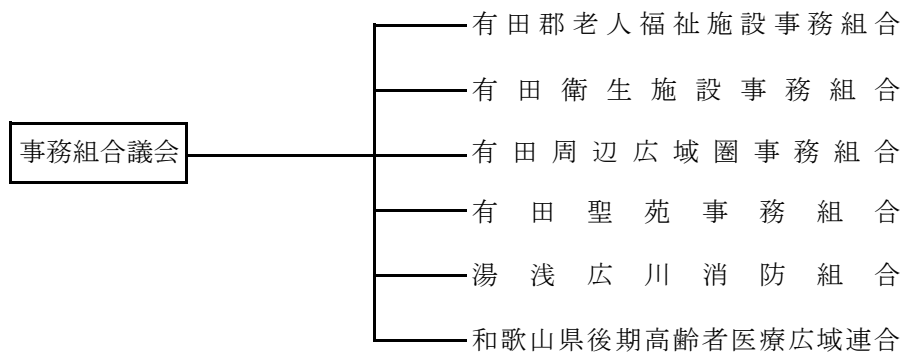 有田郡老人福祉施設事務組合
有田衛生施設事務組合
事務組合議会
有田周辺広域圏事務組合
有田聖苑事務組合
湯浅広川消防組合
和歌山県後期高齢者医療広域連合